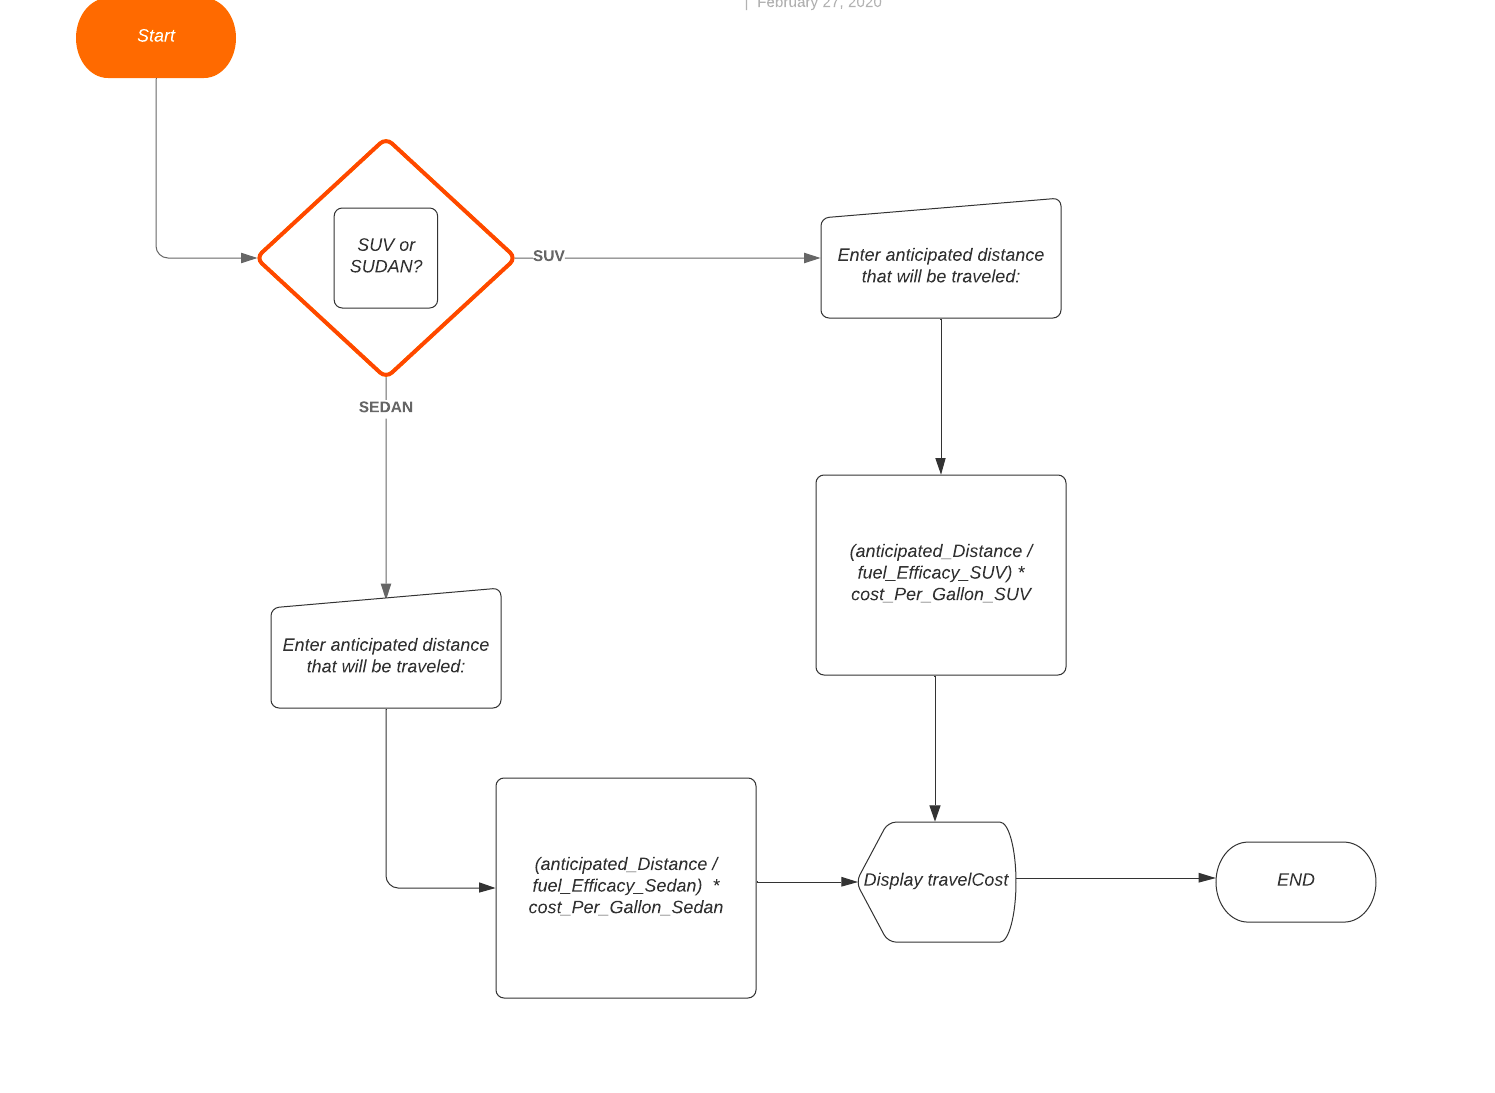 | February 27, 2020
Start
SUV or
SUDAN?
SUV
Enter anticipated distance
that will be traveled:
SEDAN
(anticipated_Distance /
fuel_Efficacy_SUV) *
cost_Per_Gallon_SUV
Enter anticipated distance
that will be traveled:
(anticipated_Distance /
fuel_Efficacy_Sedan) *
cost_Per_Gallon_Sedan
Display travelCost
END